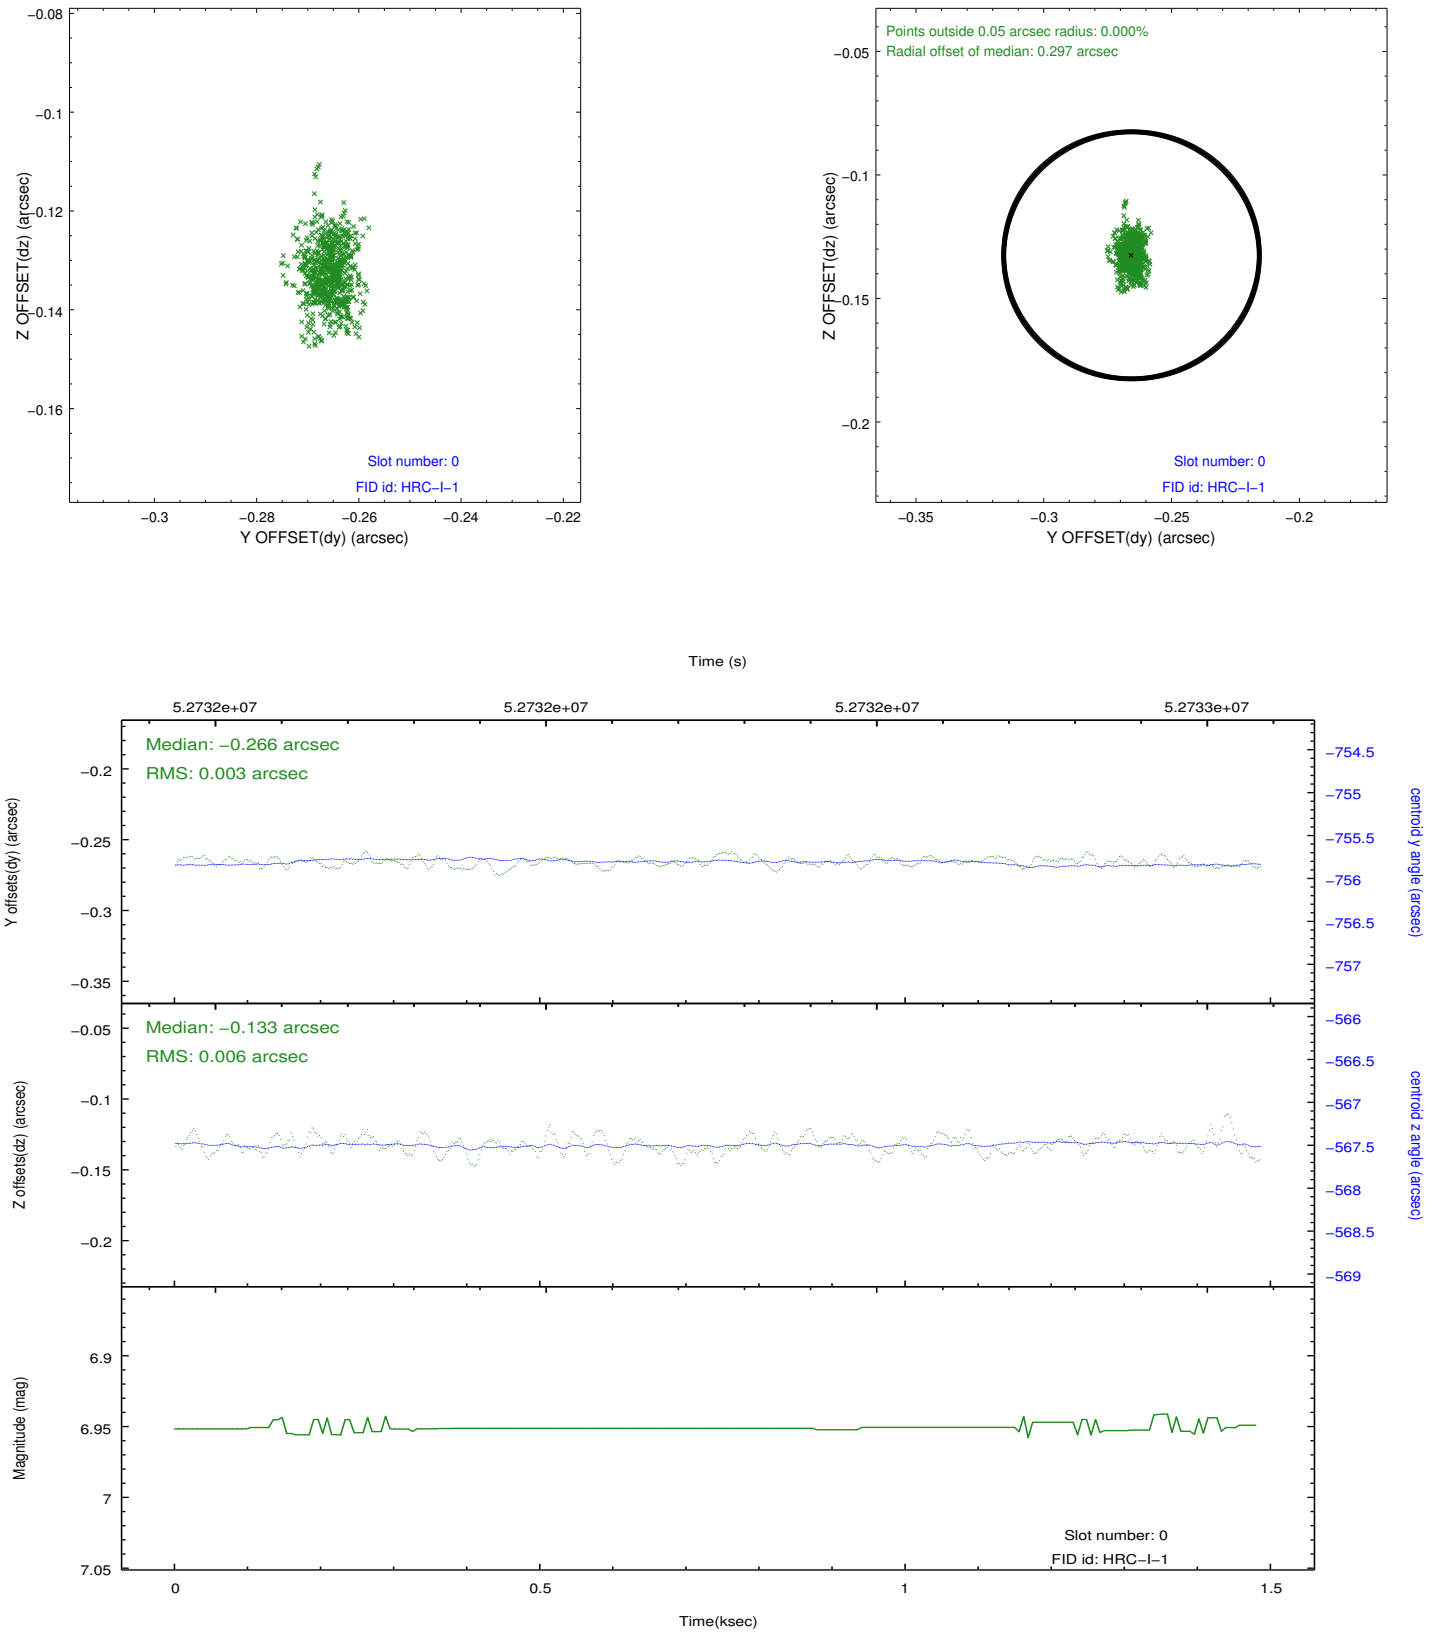 −0.08
−0.1
−0.12
−0.14
−0.16
Z OFFSET(dz) (arcsec)
Slot number: 0
FID id: HRC−I−1
−0.3
−0.28
−0.26
−0.24
−0.22
Y OFFSET(dy) (arcsec)
Points outside 0.05 arcsec radius: 0.000%
Radial offset of median: 0.297 arcsec
−0.05
−0.1
−0.15
−0.2
Z OFFSET(dz) (arcsec)
Slot number: 0
FID id: HRC−I−1
−0.35
−0.3
−0.25
−0.2
Y OFFSET(dy) (arcsec)
Time (s)
5.2732e+07
5.2732e+07
5.2732e+07
5.2733e+07
Median: −0.266 arcsec
RMS: 0.003 arcsec
−0.2
−0.25
−0.3
−0.35
Y offsets(dy) (arcsec)
−754.5
−755
−755.5
−756
−756.5
−757
centroid y angle (arcsec)
Median: −0.133 arcsec
RMS: 0.006 arcsec
−0.05
−0.1
−0.15
−0.2
Z offsets(dz) (arcsec)
−566
−566.5
−567
−567.5
−568
−568.5
−569
centroid z angle (arcsec)
6.9
6.95
7
7.05
Magnitude (mag)
Slot number: 0
FID id: HRC−I−1
0
0.5
1
1.5
Time(ksec)